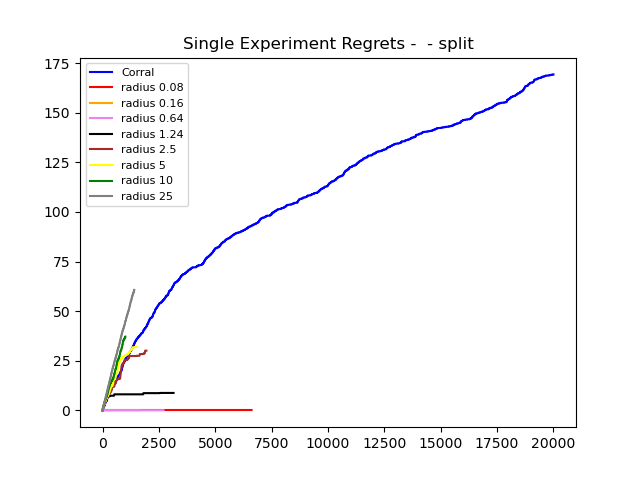 Single Experiment Regrets -  - split
175
150
125
100
75
50
25
0
Corral
radius 0.08
radius 0.16
radius 0.64
radius 1.24
radius 2.5
radius 5
radius 10
radius 25
0 2500 5000 7500 10000 12500 15000 17500 20000